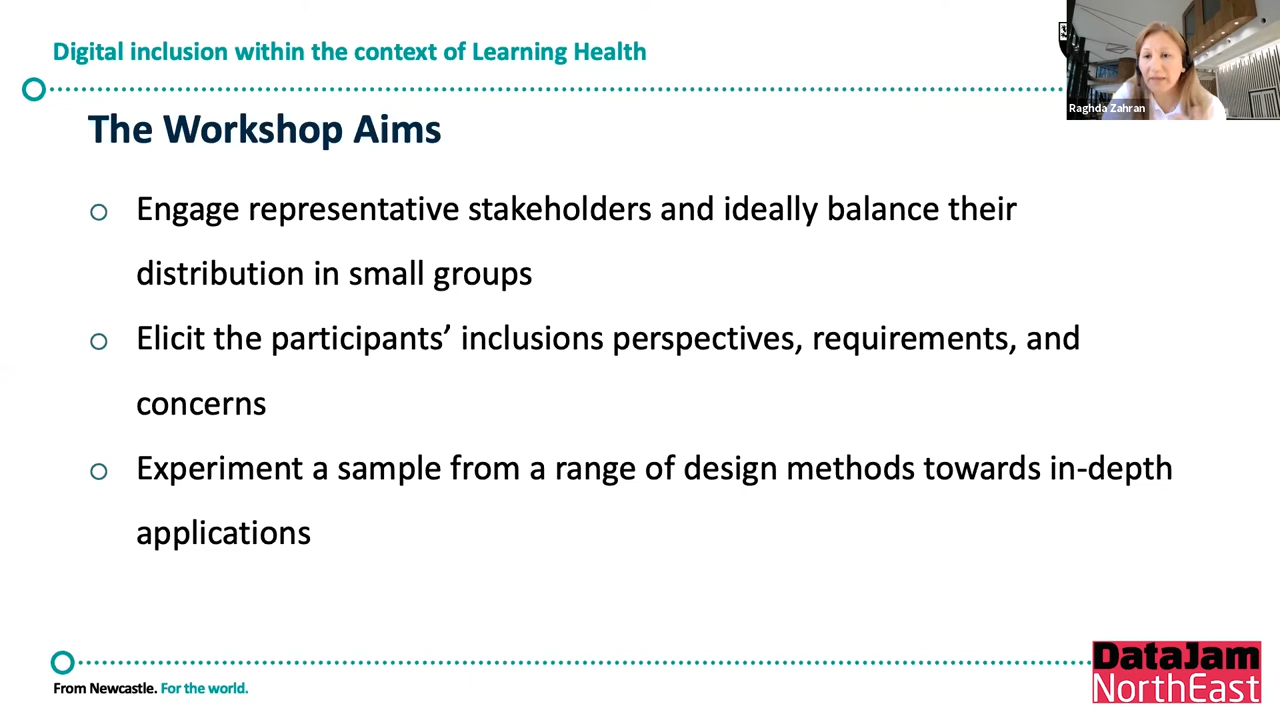 Digital inclusion within the context of Learning Health
Raghda Zahran
The Workshop Aims
Engage representative stakeholders and ideally balance their
distribution in small groups
Elicit the participants’ inclusions perspectives, requirements, and
concerns
Experiment a sample from a range of design methods towards in-depth
applications
From Newcastle. For the world.
DataJam
NorthEast